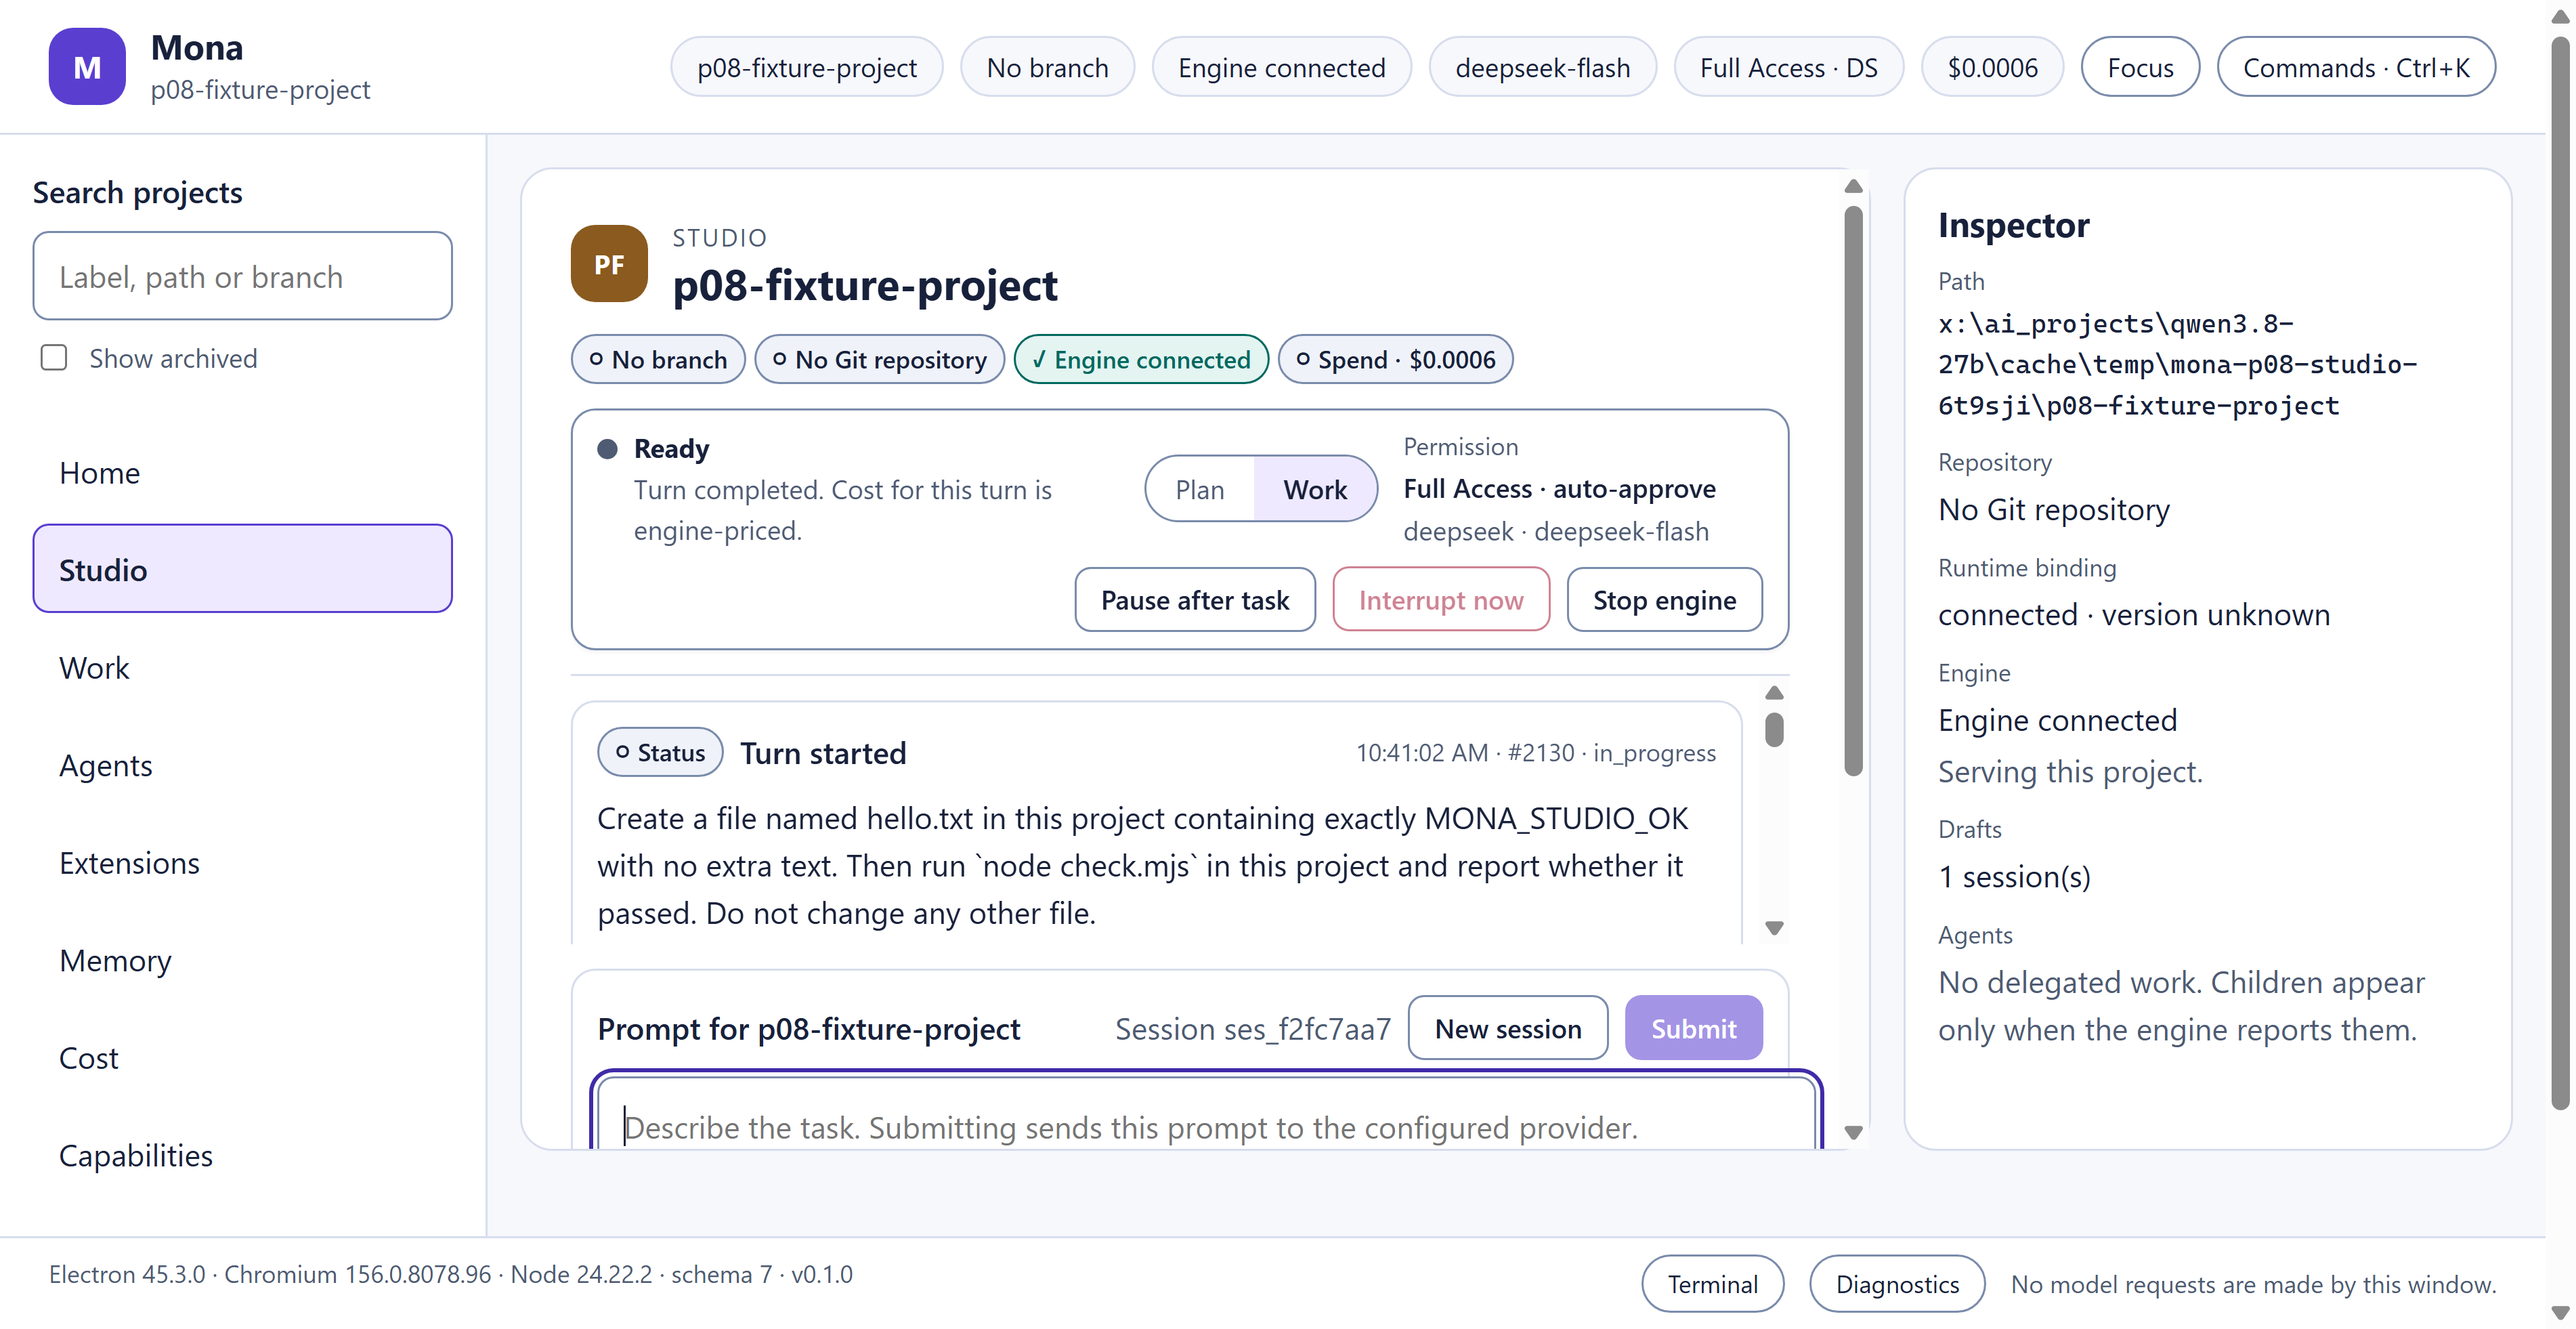 M
Mona
p08-fixture-project
p08-fixture-project
No branch
Engine connected
deepseek-flash
Full Access · DS
$0.0006
Focus
Commands · Ctrl+K
Search projects
Label, path or branch
Show archived
Home
Studio
Work
Agents
Extensions
Memory
Cost
Capabilities
PF
STUDIO
p08-fixture-project
No branch
No Git repository
✓ Engine connected
Spend · $0.0006
Ready
Turn completed. Cost for this turn is
engine-priced.
Plan
Work
Permission
Full Access · auto-approve
deepseek · deepseek-flash
Pause after task
Interrupt now
Stop engine
Status
Turn started
10:41:02 AM · #2130 · in_progress
Create a file named hello.txt in this project containing exactly MONA_STUDIO_OK
with no extra text. Then run `node check.mjs` in this project and report whether it
passed. Do not change any other file.
Prompt for p08-fixture-project
Session ses_f2fc7aa7
New session
Submit
Describe the task. Submitting sends this prompt to the configured provider.
Inspector
Path
x:\ai_projects\qwen3.8-
27b\cache\temp\mona-p08-studio-
6t9sji\p08-fixture-project
Repository
No Git repository
Runtime binding
connected · version unknown
Engine
Engine connected
Serving this project.
Drafts
1 session(s)
Agents
No delegated work. Children appear
only when the engine reports them.
Electron 45.3.0 · Chromium 156.0.8078.96 · Node 24.22.2 · schema 7 · v0.1.0
Terminal
Diagnostics
No model requests are made by this window.